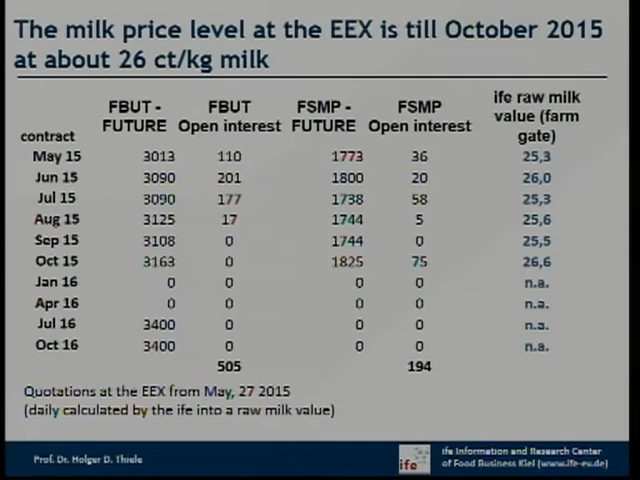 The milk price level at the EEX is till October 2015
at about 26 ct/kg milk
contract FBUT - FUTURE FBUT Open interest FSMP - FUTURE FSMP Open interest ife raw milk value (farm gate)
May 15 3013 110 1773 36 25,3
Jun 15 3090 201 1800 20 26,0
Jul 15 3090 177 1738 58 25,3
Aug 15 3125 17 1744 5 25,6
Sep 15 3108 0 1744 0 25,5
Oct 15 3163 0 1825 75 26,6
Jan 16 0 0 0 0 n.a.
Apr 16 0 0 0 0 n.a.
Jul 16 3400 0 0 0 n.a.
Oct 16 3400 0 0 0 n.a.
505 194
Quotations at the EEX from May, 27 2015
(daily calculated by the ife into a raw milk value)
Prof. Dr. Holger D. Thiele
ife
ife Information and Research Center
of Food Business Kiel (www.ife-ev.de)